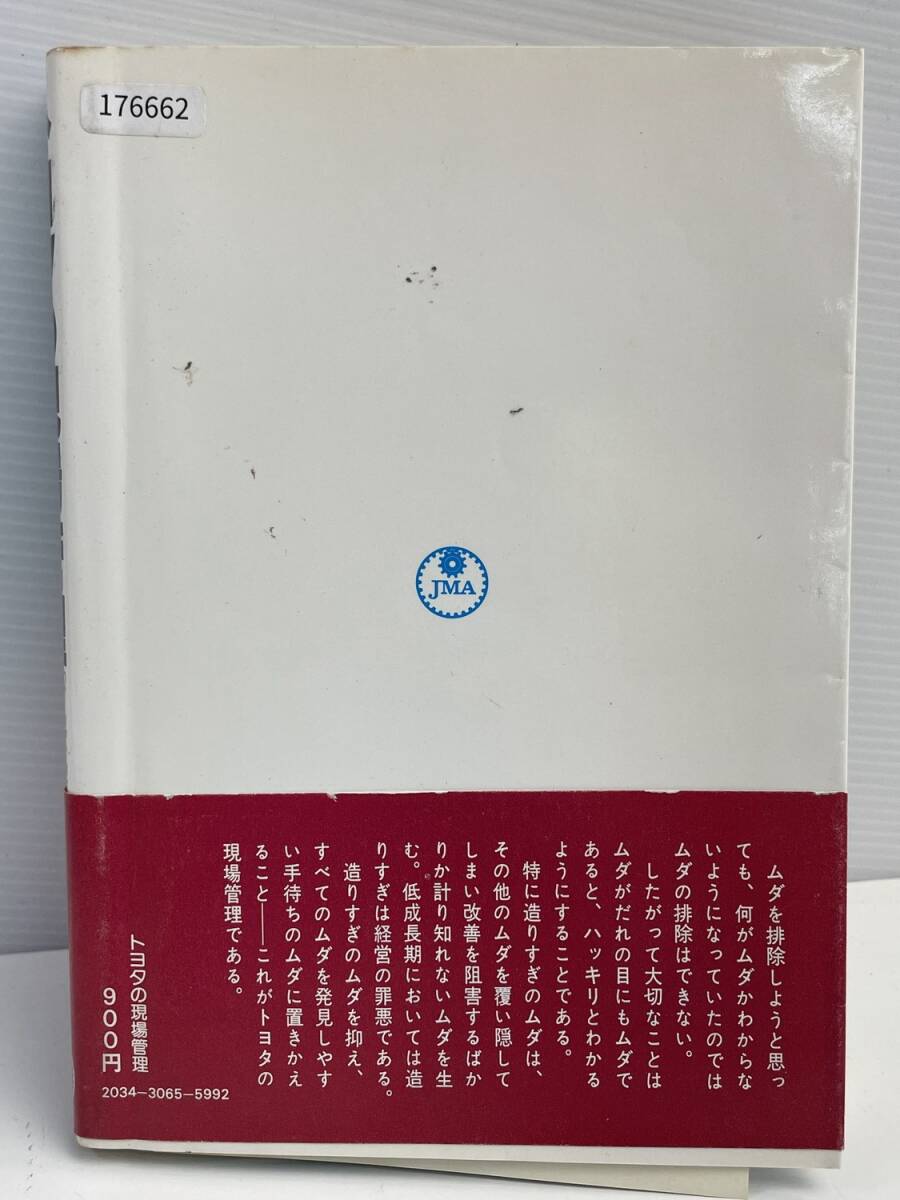 176662
JMA
ムダを排除しようと思っ
ても、何がムダかわからな
いようになっていたのでは
ムダの排除はできない。
したがって大切なことは
ムダがだれの目にもムダで
あると、ハッキリとわかる
ようにすることである。
特に造りすぎのムダは、
その他のムダを覆い隠して
しまい改善を阻害するばか
りか計り知れないムダを生
む。低成長期においては造
りすぎは経営の罪悪である。
造りすぎのムダを抑え、
すべてのムダを発見しやす
い手待ちのムダに置きかえ
ること──これがトヨタの
現場管理である。
トヨタの現場管理
900円
2034-3065-5992